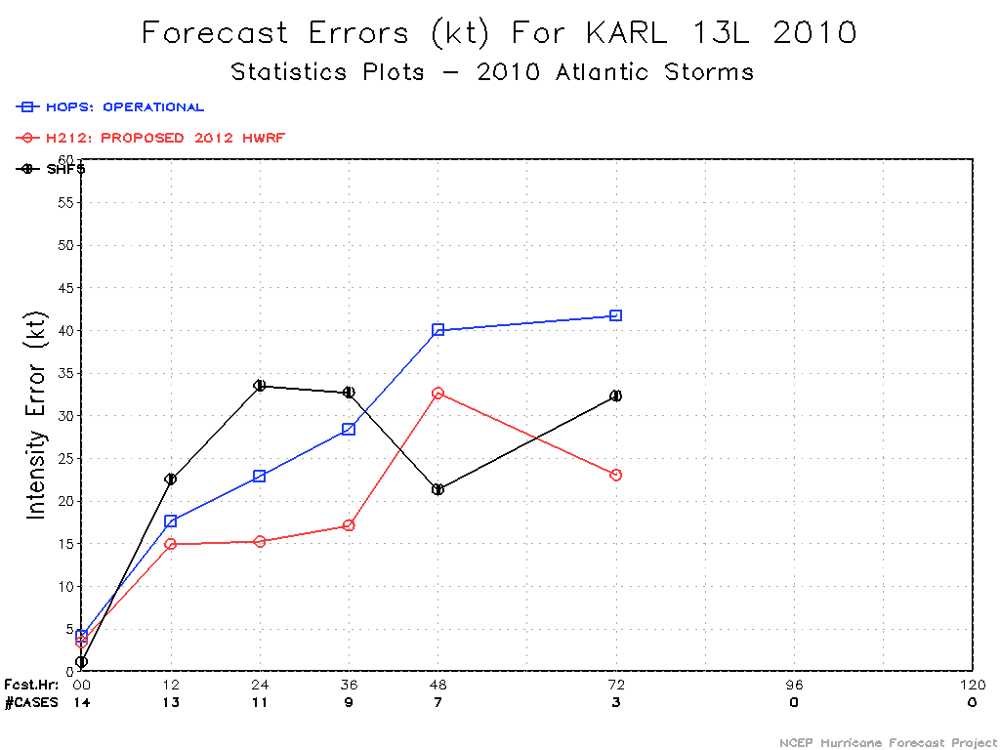 Forecast Errors (kt) For KARL 13L 2010
Statistics Plots - 2010 Atlantic Storms
HOPS: OPERATIONAL
H212: PROPOSED 2012 HWRF
SHF5
Intensity Error (kt)
60
55
50
45
40
35
30
25
20
15
10
5
0
Fcst.Hr: 00 12 24 36 48 72 96 120
#CASES 14 13 11 9 7 3 0 0
NCEP Hurricane Forecast Project